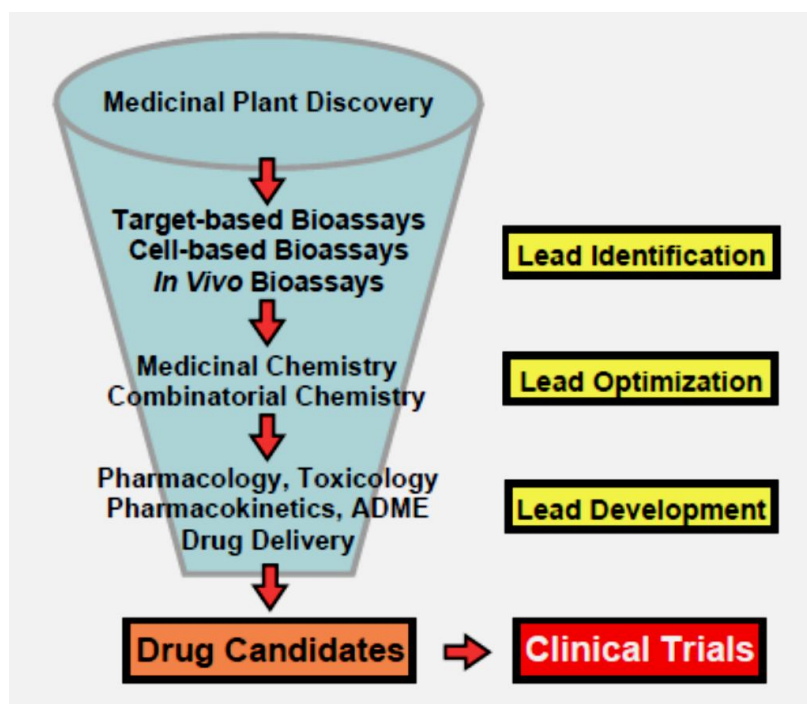 Medicinal Plant Discovery
Target-based Bioassays
Cell-based Bioassays
In Vivo Bioassays
Lead Identification
Medicinal Chemistry
Combinatorial Chemistry
Lead Optimization
Pharmacology, Toxicology
Pharmacokinetics, ADME
Drug Delivery
Lead Development
Drug Candidates
Clinical Trials